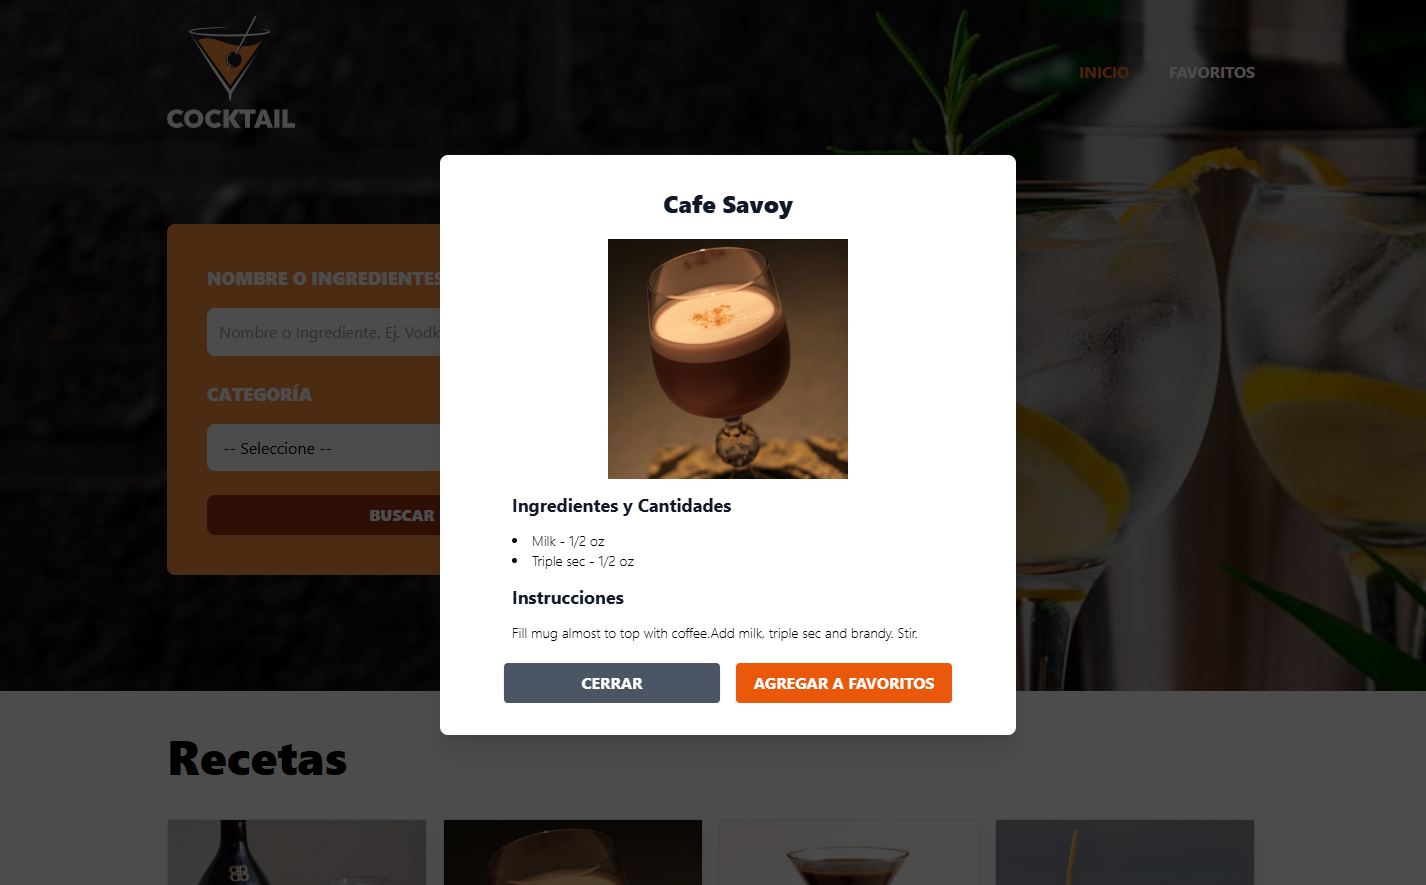 COCKTAIL
INICIO
FAVORITOS
NOMBRE O INGREDIENTES
Nombre o Ingrediente. Ej. Vodk
CATEGORÍA
-- Seleccione --
BUSCAR
Cafe Savoy
Ingredientes y Cantidades
Milk - 1/2 oz
Triple sec - 1/2 oz
Instrucciones
Fill mug almost to top with coffee.Add milk, triple sec and brandy. Stir.
CERRAR
AGREGAR A FAVORITOS
Recetas